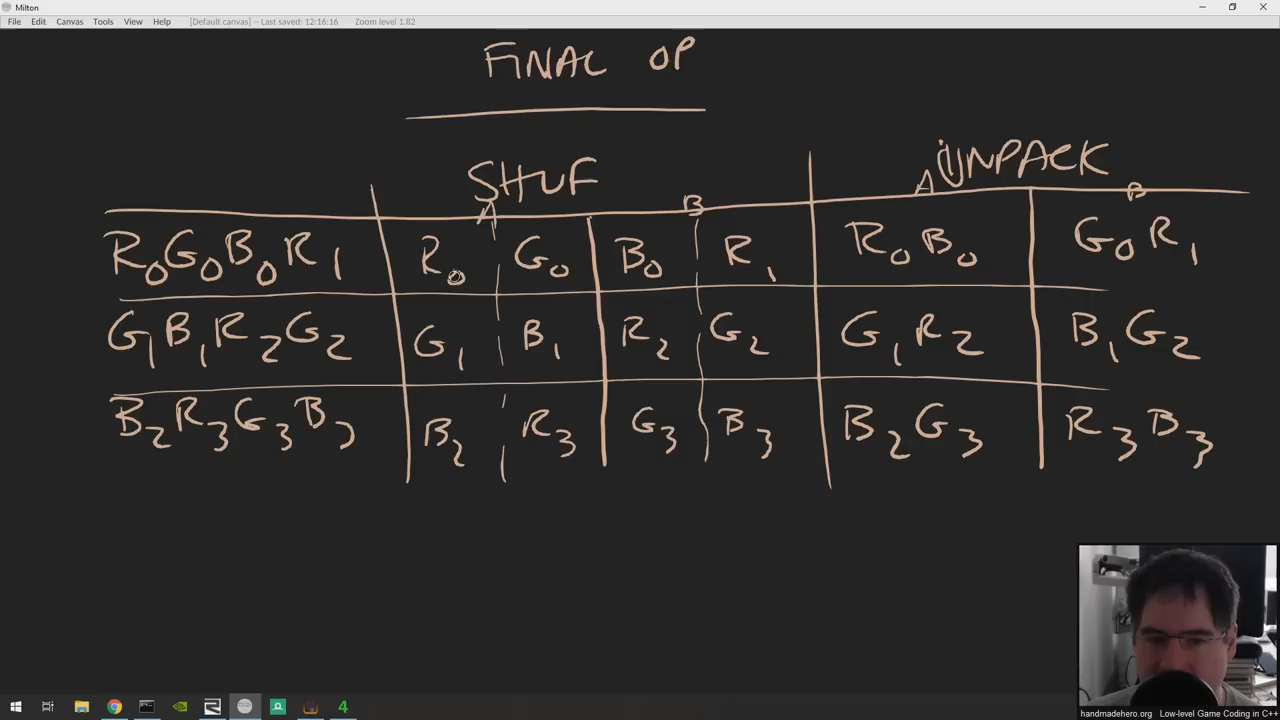 Milton
File Edit Canvas Tools View Help [Default canvas] -- Last saved: 12:16:16 Zoom level 1.82
FINAL OP
SHUF UNPACK
A B A B
R0G0B0R1 R0 G0 B0 R1 R0B0 G0R1
G1B1R2G2 G1 B1 R2 G2 G1R2 B1G2
B2R3G3B3 B2 R3 G3 B3 B2G3 R3B3
4
handmadehero.org Low-level Game Coding in C++